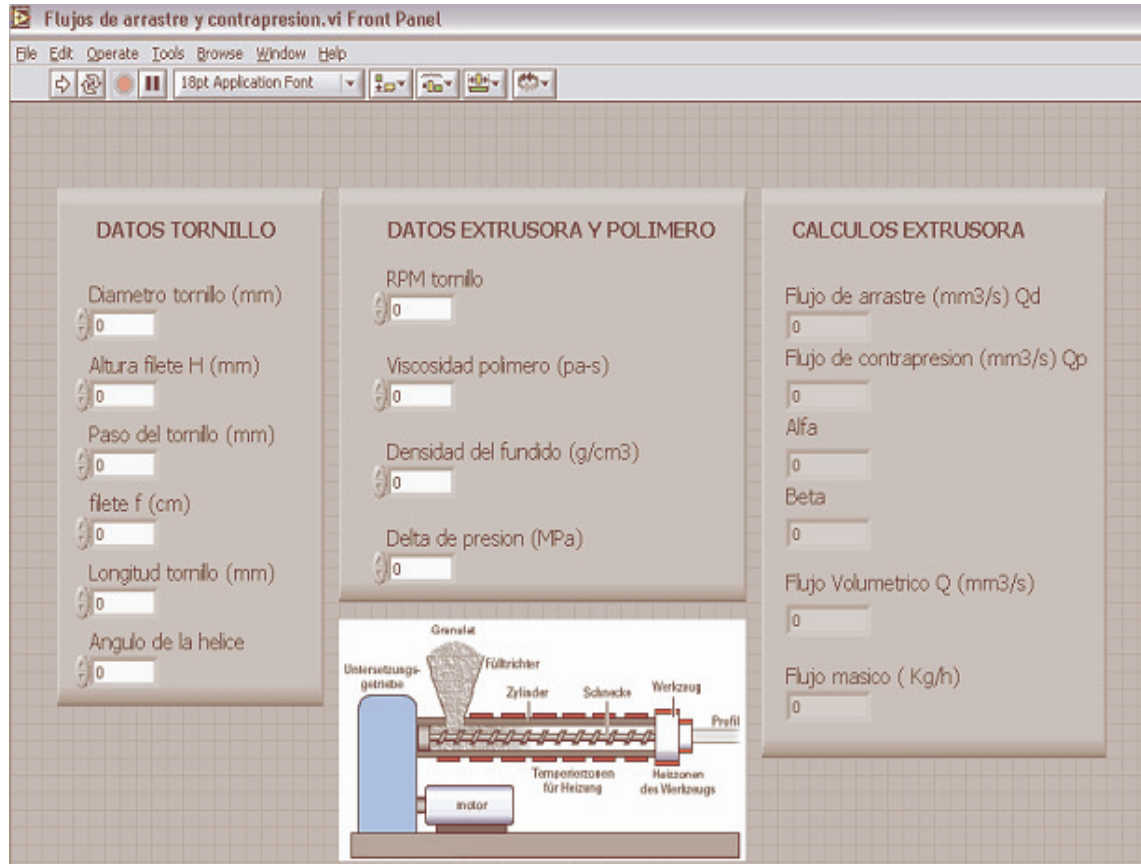 Flujos de arrastre y contrapresion.vi Front Panel
File Edit Operate Tools Browse Window Help
18pt Application Font
DATOS TORNILLO
Diametro tornillo (mm)
0
Altura filete H (mm)
0
Paso del tornillo (mm)
0
filete f (cm)
0
Longitud tornillo (mm)
0
Angulo de la helice
0
DATOS EXTRUSORA Y POLIMERO
RPM tornillo
0
Viscosidad polimero (pa-s)
0
Densidad del fundido (g/cm3)
0
Delta de presion (MPa)
0
CALCULOS EXTRUSORA
Flujo de arrastre (mm3/s) Qd
0
Flujo de contrapresion (mm3/s) Qp
0
Alfa
0
Beta
0
Flujo Volumetrico Q (mm3/s)
0
Flujo masico ( Kg/h)
0
Granulat
Untersetzungs-
getriebe
Fülltrichter
Zylinder
Schnecke
Werkzeug
Profil
Temperierzonen
für Heizung
Heizzonen
des Werkzeugs
motor